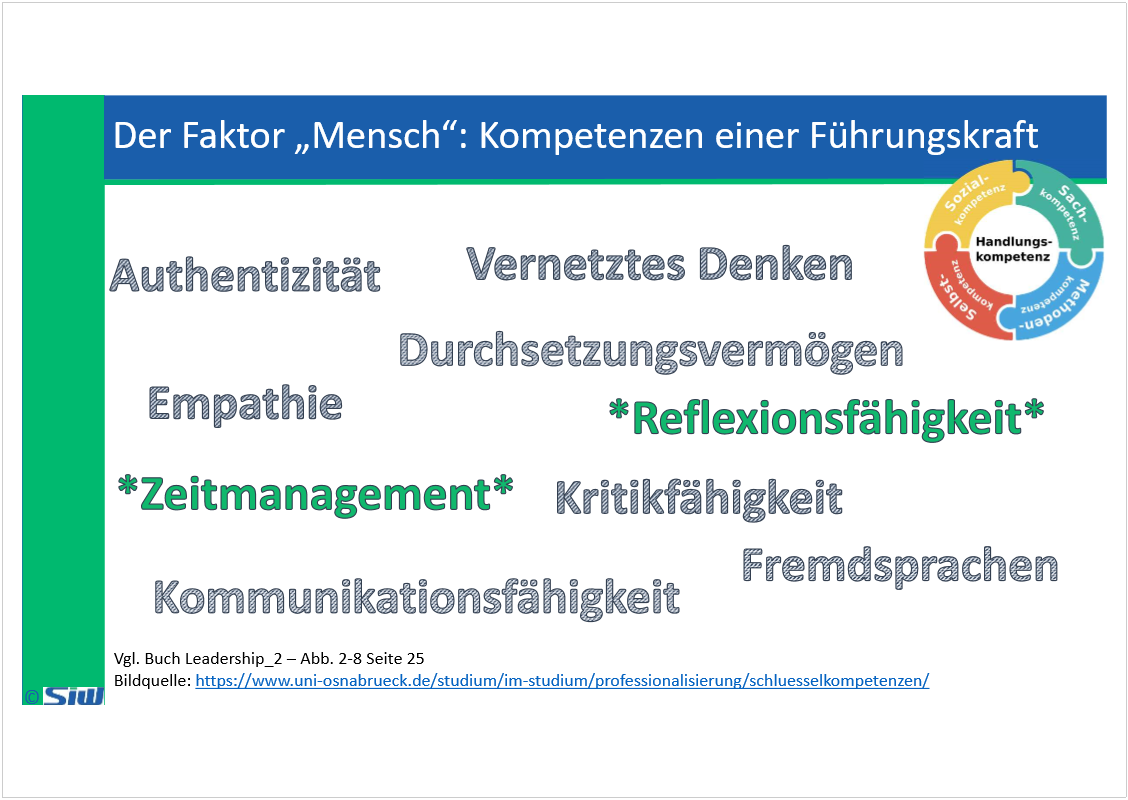 Der Faktor „Mensch“: Kompetenzen einer Führungskraft
Sozial-
kompetenz
Sach-
kompetenz
Handlungs-
kompetenz
Selbst-
kompetenz
Methoden-
kompetenz
Authentizität
Vernetztes Denken
Durchsetzungsvermögen
Empathie
*Reflexionsfähigkeit*
*Zeitmanagement*
Kritikfähigkeit
Fremdsprachen
Kommunikationsfähigkeit
Vgl. Buch Leadership_2 – Abb. 2-8 Seite 25
Bildquelle: https://www.uni-osnabrueck.de/studium/im-studium/professionalisierung/schluesselkompetenzen/
© SiW